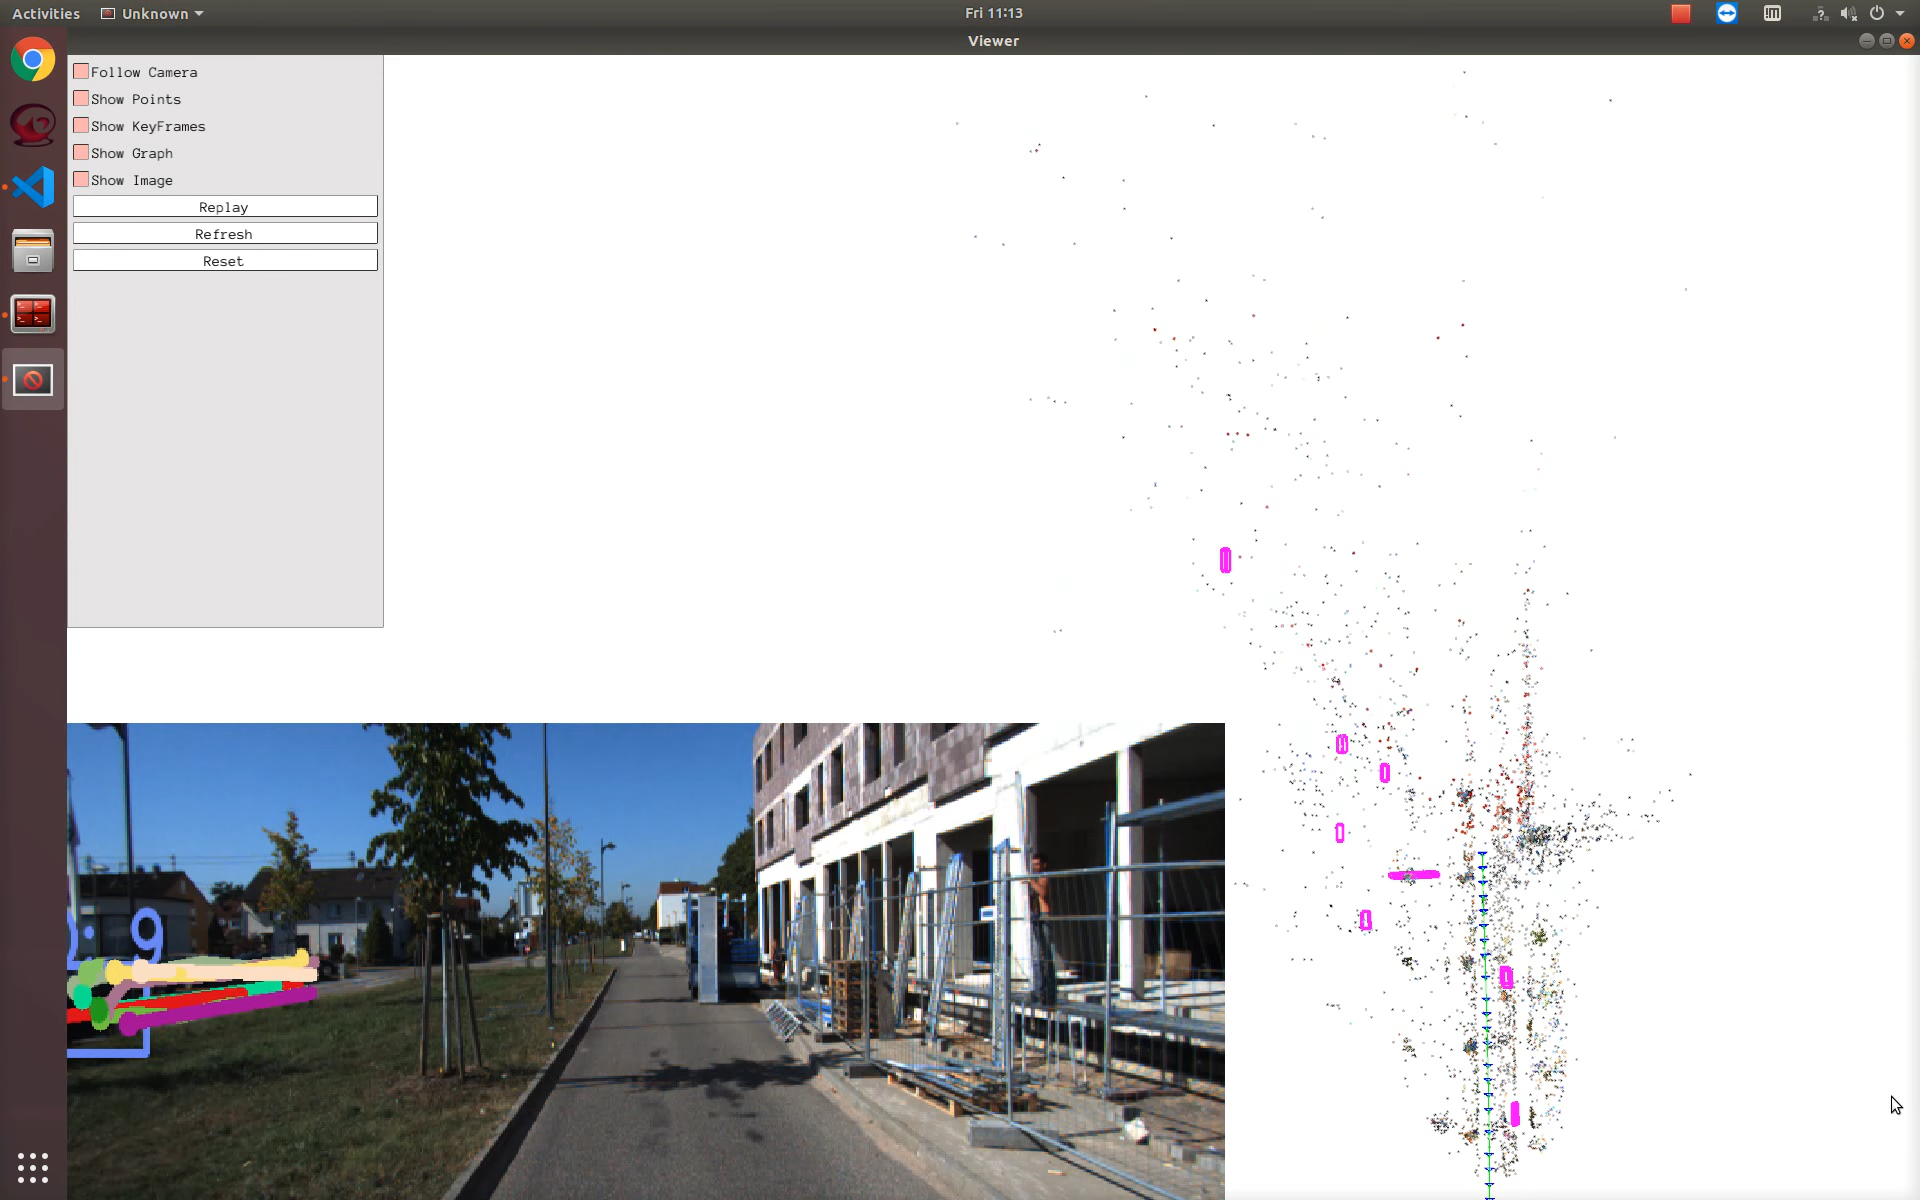 Activities
Unknown
Fri 11:13
Viewer
Follow Camera
Show Points
Show KeyFrames
Show Graph
Show Image
Replay
Refresh
Reset
9